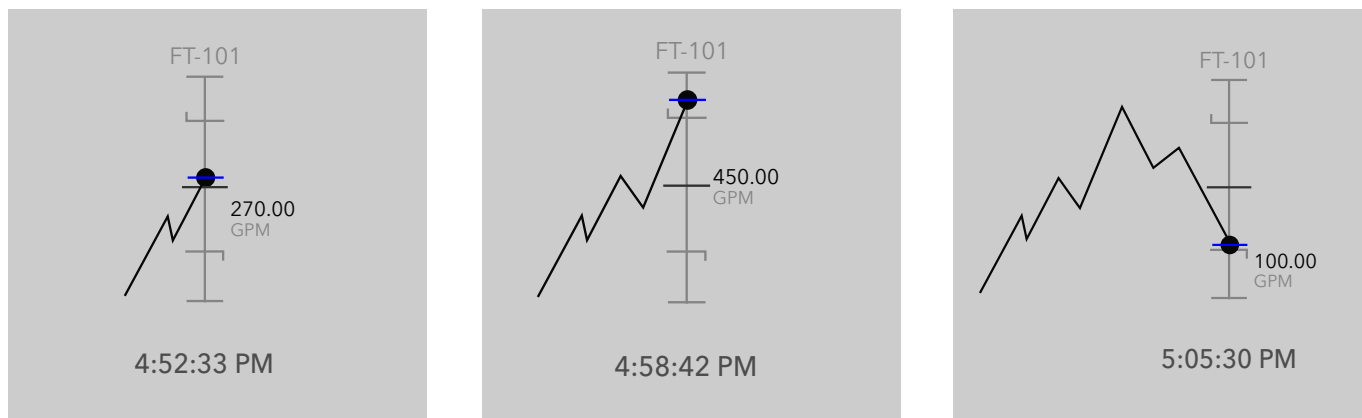 FT-101
270.00
GPM
4:52:33 PM
FT-101
450.00
GPM
4:58:42 PM
FT-101
100.00
GPM
5:05:30 PM